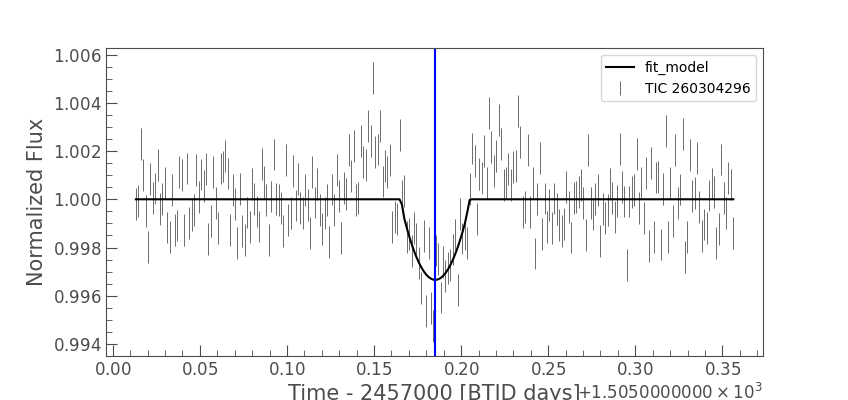 1.006
1.004
1.002
1.000
0.998
0.996
0.994
Normalized Flux
fit_model
TIC 260304296
0.00 0.05 0.10 0.15 0.20 0.25 0.30 0.35
Time - 2457000 [BTJD days]
+1.5050000000 × 10³